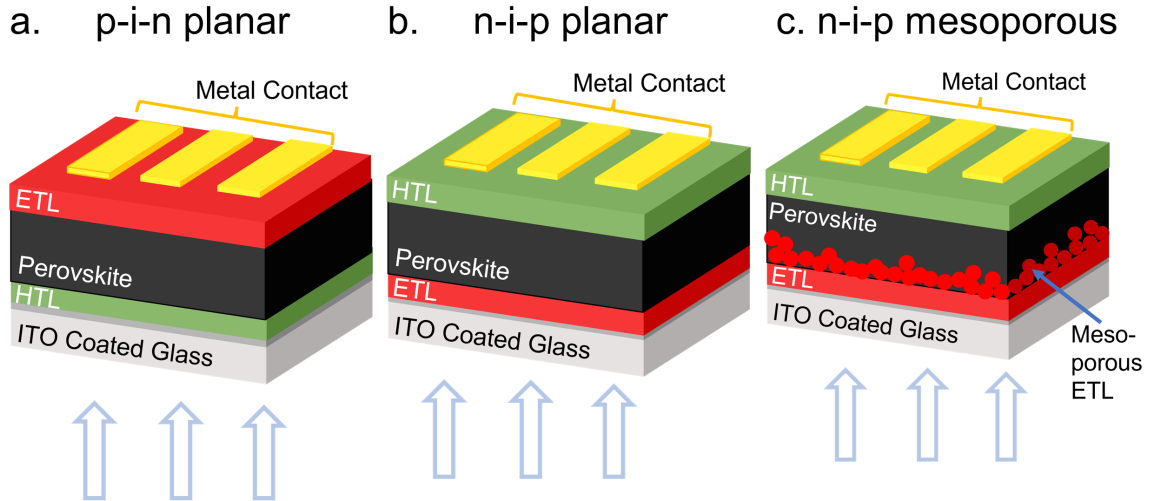 a. p-i-n planar
Metal Contact
ETL
Perovskite
HTL
ITO Coated Glass
b. n-i-p planar
Metal Contact
HTL
Perovskite
ETL
ITO Coated Glass
c. n-i-p mesoporous
Metal Contact
HTL
Perovskite
ETL
ITO Coated Glass
Meso-
porous
ETL